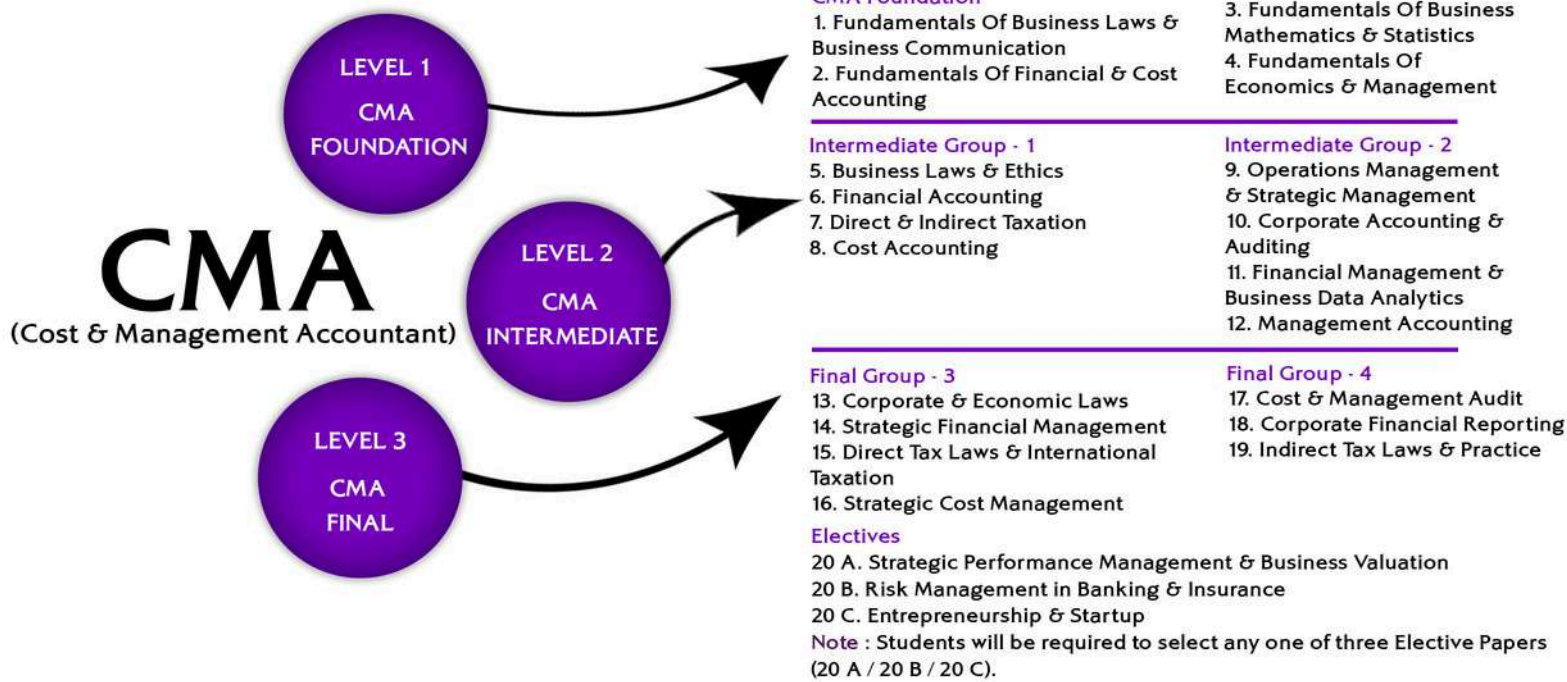 CMA
(Cost & Management Accountant)
LEVEL 1
CMA
FOUNDATION
CMA Foundation
1. Fundamentals Of Business Laws &
Business Communication
2. Fundamentals Of Financial & Cost
Accounting
3. Fundamentals Of Business
Mathematics & Statistics
4. Fundamentals Of
Economics & Management
LEVEL 2
CMA
INTERMEDIATE
Intermediate Group - 1
5. Business Laws & Ethics
6. Financial Accounting
7. Direct & Indirect Taxation
8. Cost Accounting
Intermediate Group - 2
9. Operations Management
& Strategic Management
10. Corporate Accounting &
Auditing
11. Financial Management &
Business Data Analytics
12. Management Accounting
LEVEL 3
CMA
FINAL
Final Group - 3
13. Corporate & Economic Laws
14. Strategic Financial Management
15. Direct Tax Laws & International
Taxation
16. Strategic Cost Management
Final Group - 4
17. Cost & Management Audit
18. Corporate Financial Reporting
19. Indirect Tax Laws & Practice
Electives
20 A. Strategic Performance Management & Business Valuation
20 B. Risk Management in Banking & Insurance
20 C. Entrepreneurship & Startup
Note : Students will be required to select any one of three Elective Papers
(20 A / 20 B / 20 C).